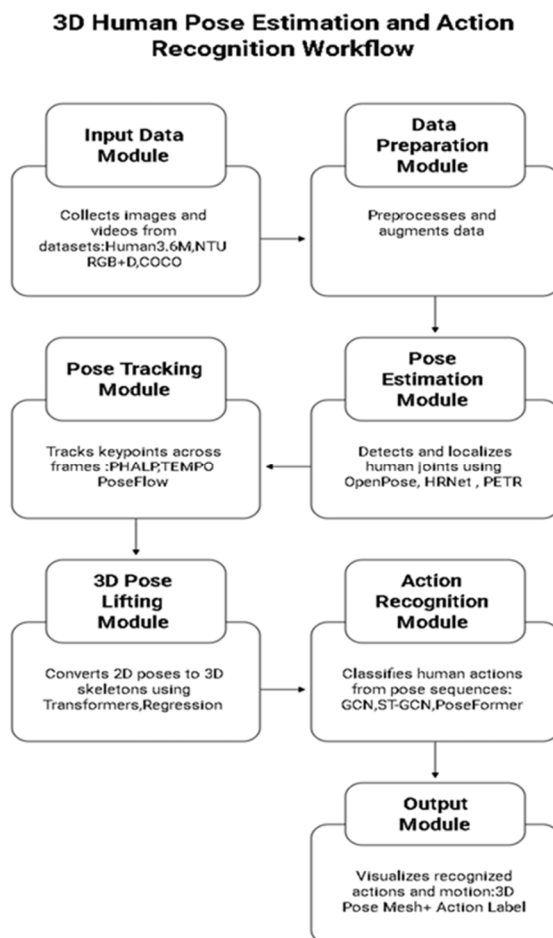 3D Human Pose Estimation and Action
Recognition Workflow
Input Data
Module
Collects images and
videos from
datasets:Human3.6M,NTU
RGB+D,COCO
Data
Preparation
Module
Preprocesses and
augments data
Pose
Estimation
Module
Detects and localizes
human joints using
OpenPose, HRNet , PETR
Pose Tracking
Module
Tracks keypoints across
frames :PHALP,TEMPO
PoseFlow
3D Pose
Lifting
Module
Converts 2D poses to 3D
skeletons using
Transformers,Regression
Action
Recognition
Module
Classifies human actions
from pose sequences:
GCN,ST-GCN,PoseFormer
Output
Module
Visualizes recognized
actions and motion:3D
Pose Mesh+ Action Label